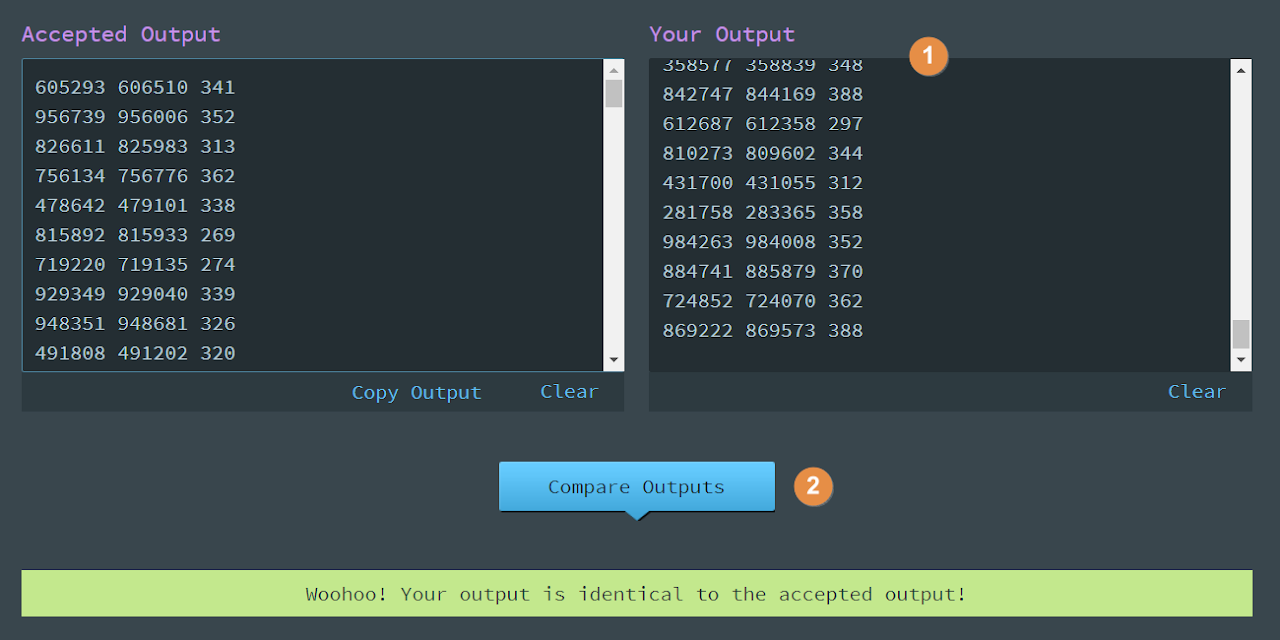 Accepted Output
605293 606510 341
956739 956006 352
826611 825983 313
756134 756776 362
478642 479101 338
815892 815933 269
719220 719135 274
929349 929040 339
948351 948681 326
491808 491202 320
Copy Output Clear
Your Output
1
358577 358839 348
842747 844169 388
612687 612358 297
810273 809602 344
431700 431055 312
281758 283365 358
984263 984008 352
884741 885879 370
724852 724070 362
869222 869573 388
Clear
Compare Outputs
2
Woohoo! Your output is identical to the accepted output!